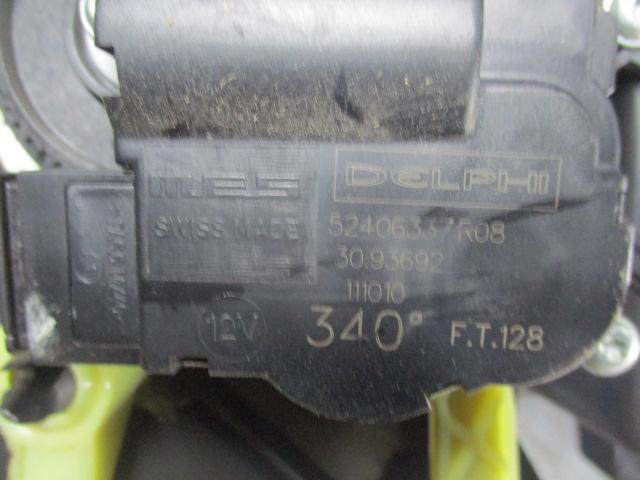 MES DELPHI
SWISS MADE 52406337R08
30.93692
111010
12V 340° F.T.128